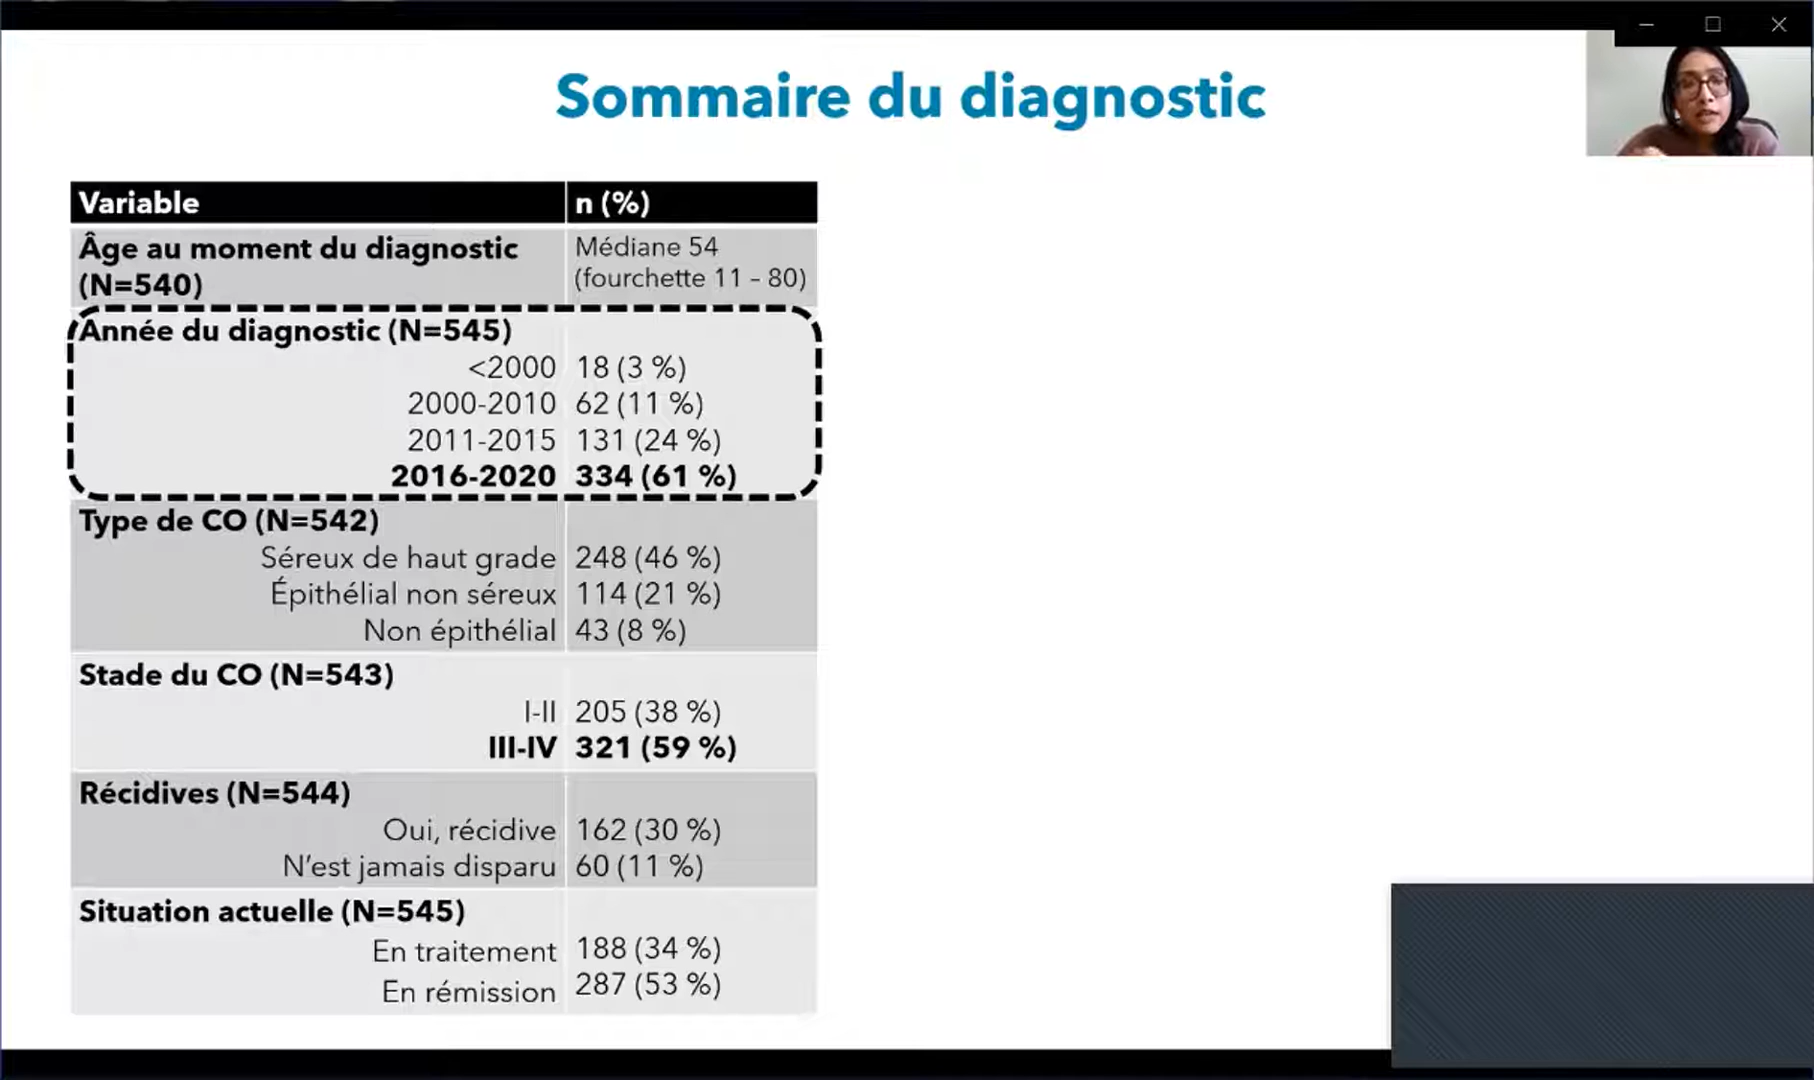 Sommaire du diagnostic
Variable n (%)
Âge au moment du diagnostic Médiane 54
(N=540) (fourchette 11 – 80)
Année du diagnostic (N=545)
<2000 18 (3 %)
2000-2010 62 (11 %)
2011-2015 131 (24 %)
2016-2020 334 (61 %)
Type de CO (N=542)
Séreux de haut grade 248 (46 %)
Épithélial non séreux 114 (21 %)
Non épithélial 43 (8 %)
Stade du CO (N=543)
I-II 205 (38 %)
III-IV 321 (59 %)
Récidives (N=544)
Oui, récidive 162 (30 %)
N’est jamais disparu 60 (11 %)
Situation actuelle (N=545)
En traitement 188 (34 %)
En rémission 287 (53 %)